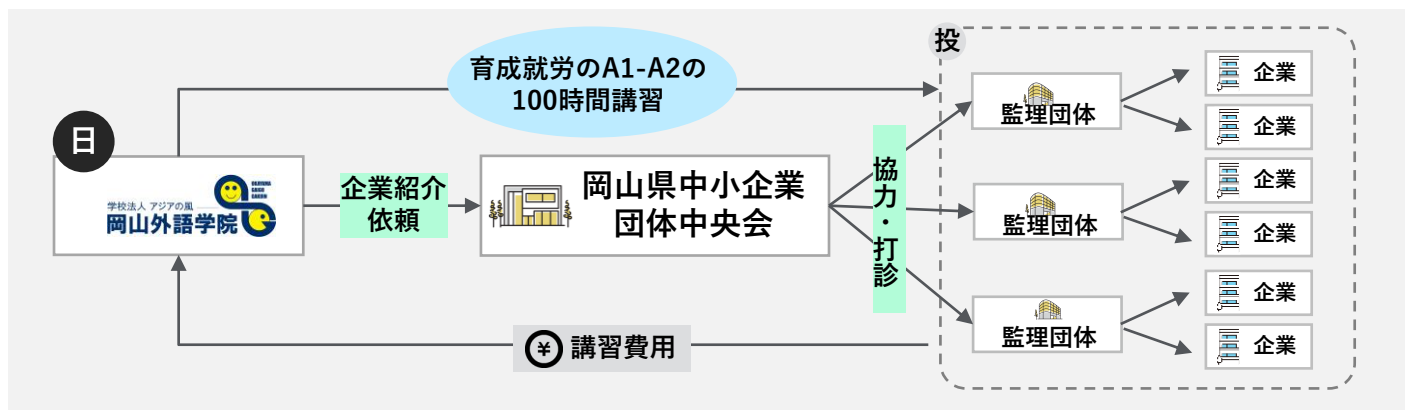 育成就労のA1-A2の
100時間講習
投
日
学校法人 アジアの風
岡山外語学院
OKAYAMA
GAIGO
GAKUIN
企業紹介
依頼
岡山県中小企業
団体中央会
協力・打診
監理団体
企業
企業
監理団体
企業
企業
監理団体
企業
企業
¥ 講習費用